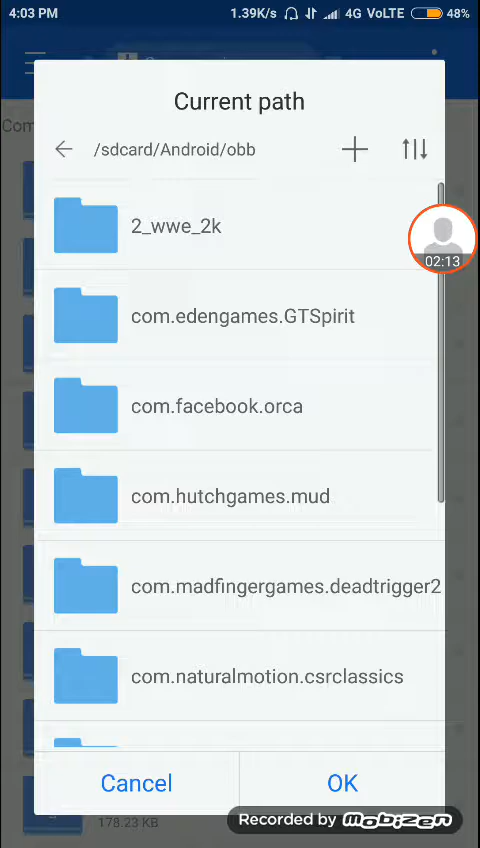 4:03 PM 1.39K/s 4G VoLTE 48%
Current path
/sdcard/Android/obb
2_wwe_2k
02:13
com.edengames.GTSpirit
com.facebook.orca
com.hutchgames.mud
com.madfingergames.deadtrigger2
com.naturalmotion.csrclassics
Cancel OK
Recorded by mobizen
178.23 KB